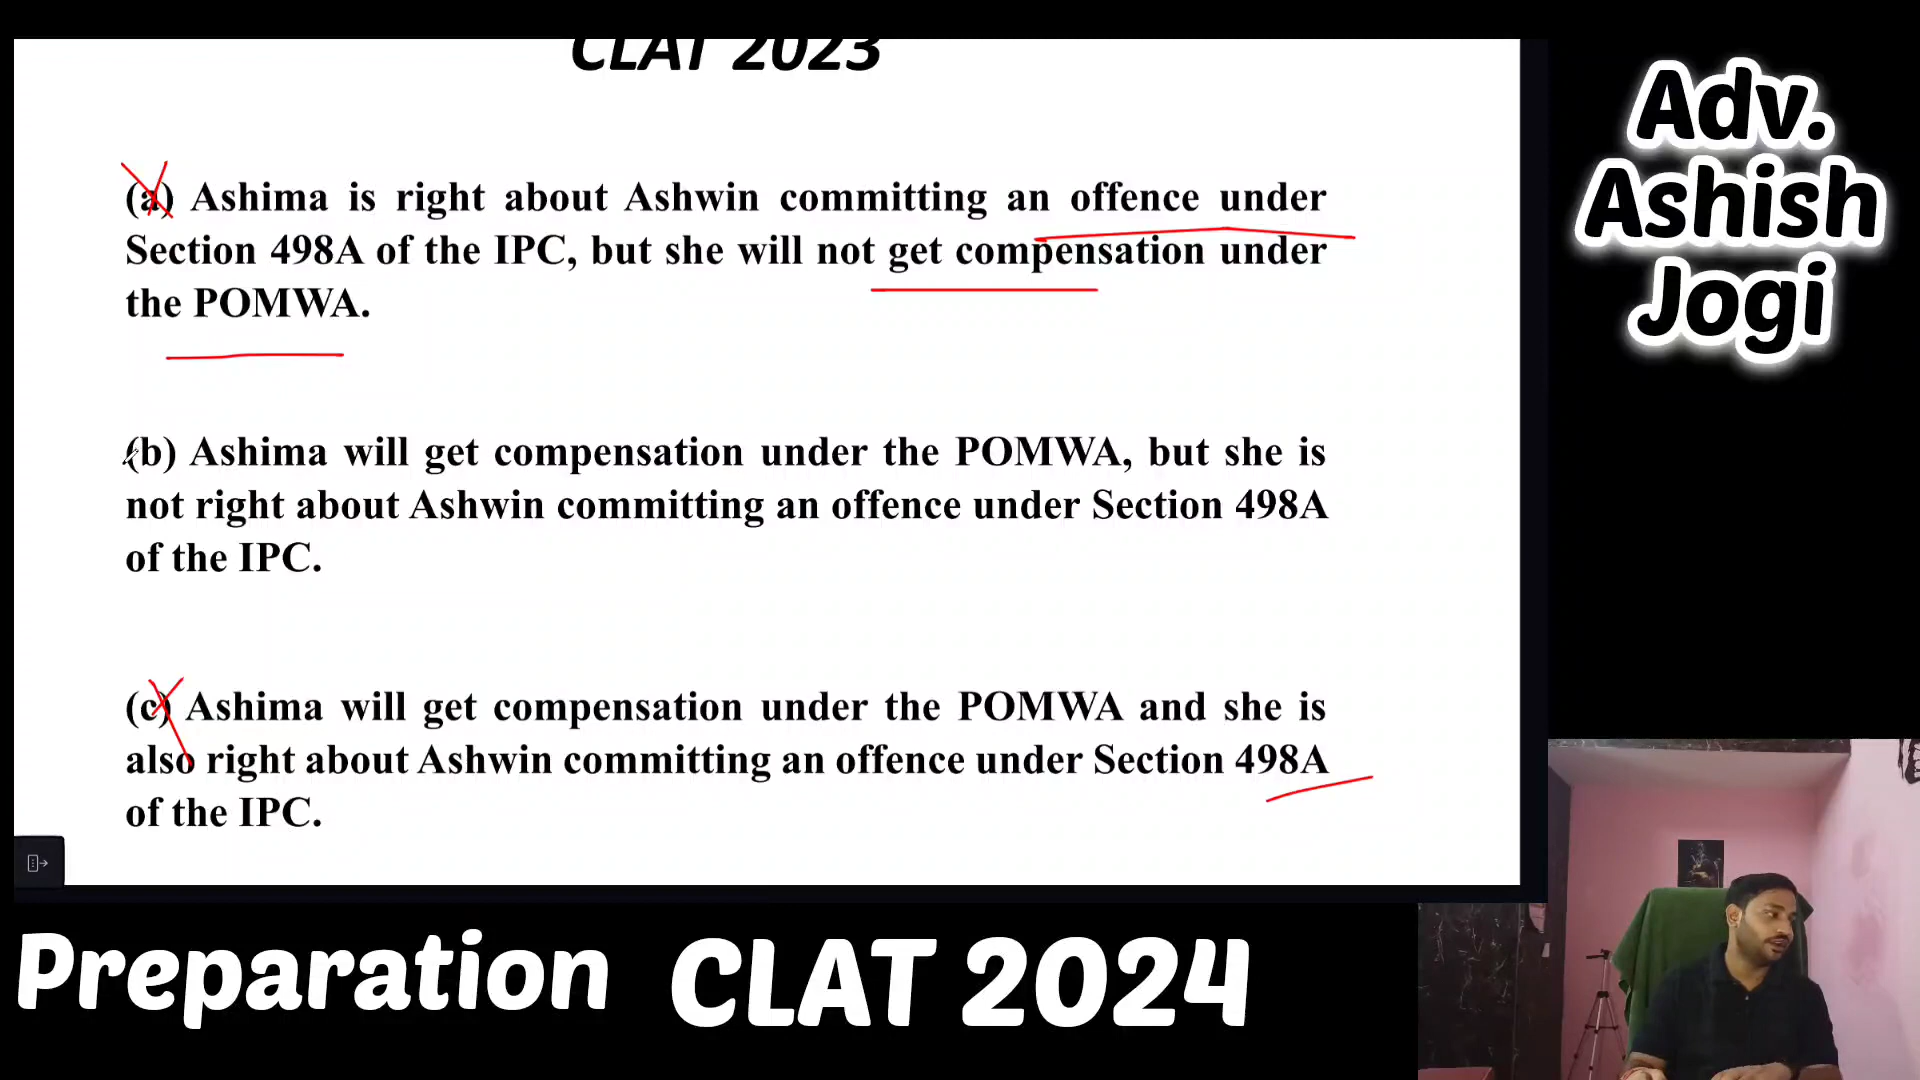 CLAT 2023
(a) Ashima is right about Ashwin committing an offence under
Section 498A of the IPC, but she will not get compensation under
the POMWA.
(b) Ashima will get compensation under the POMWA, but she is
not right about Ashwin committing an offence under Section 498A
of the IPC.
(c) Ashima will get compensation under the POMWA and she is
also right about Ashwin committing an offence under Section 498A
of the IPC.
Adv.
Ashish
Jogi
Preparation CLAT 2024